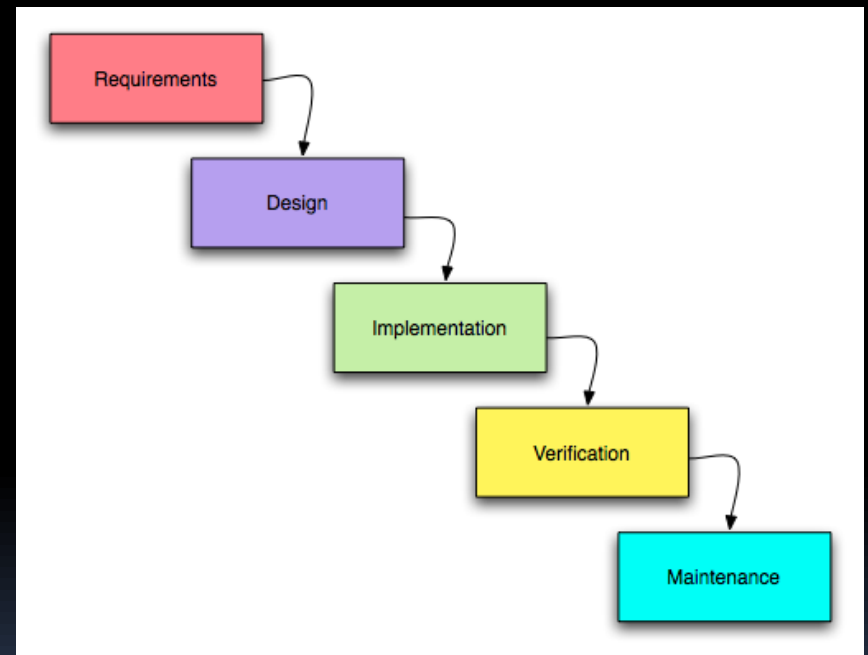 Requirements
Design
Implementation
Verification
Maintenance